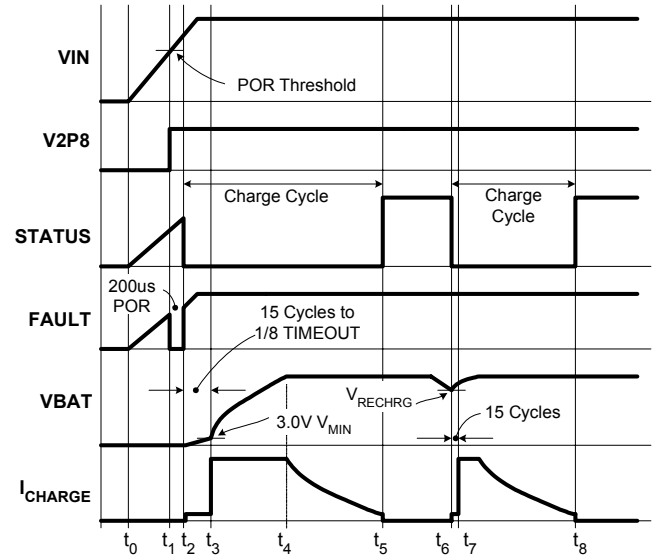 VIN
POR Threshold
V2P8
Charge Cycle
Charge
Cycle
STATUS
200us
POR
FAULT
15 Cycles to
1/8 TIMEOUT
VBAT
VRECHRG
3.0V VMIN
15 Cycles
ICHARGE
t0 t1 t2 t3 t4 t5 t6 t7 t8